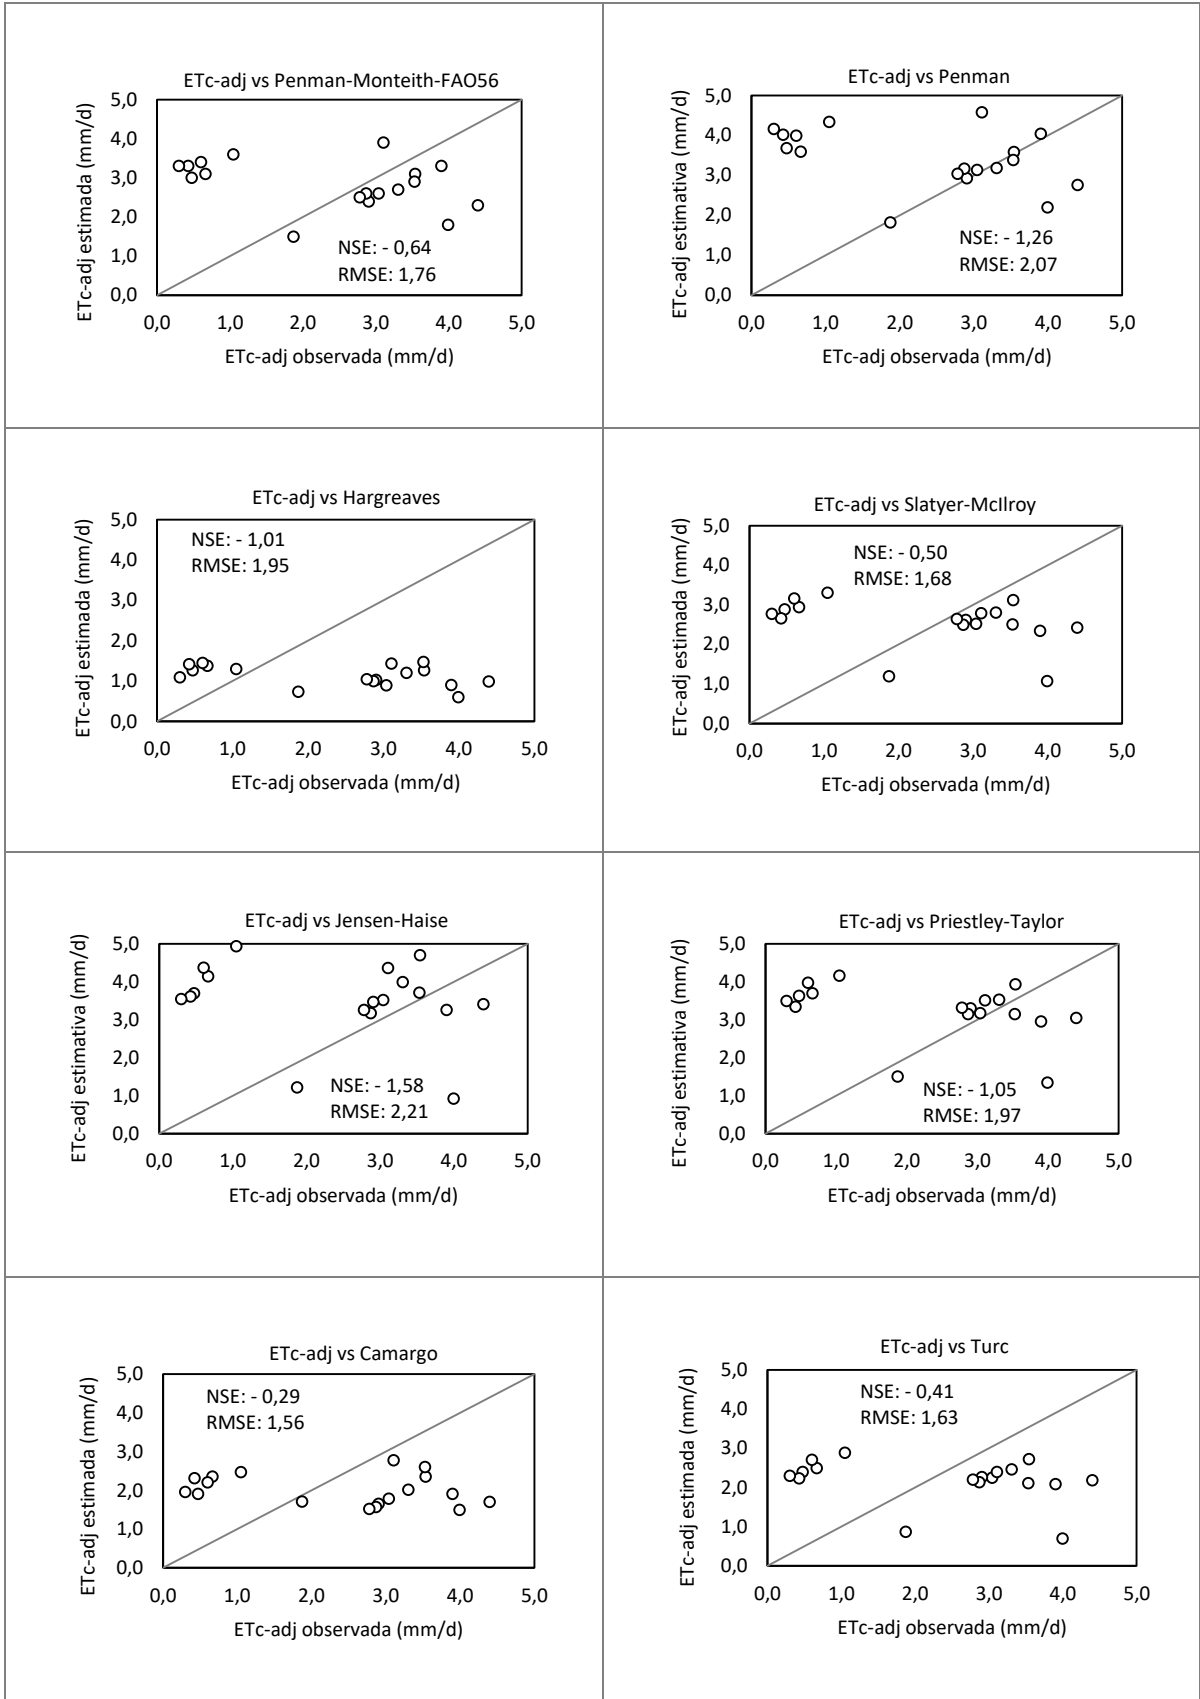 ETc-adj vs Penman-Monteith-FAO56
ETc-adj estimada (mm/d)
5,0
4,0
3,0
2,0
1,0
0,0
NSE: - 0,64
RMSE: 1,76
0,0 1,0 2,0 3,0 4,0 5,0
ETc-adj observada (mm/d)
ETc-adj vs Penman
ETc-adj estimativa (mm/d)
5,0
4,0
3,0
2,0
1,0
0,0
NSE: - 1,26
RMSE: 2,07
0,0 1,0 2,0 3,0 4,0 5,0
ETc-adj observada (mm/d)
ETc-adj vs Hargreaves
ETc-adj estimada (mm/d)
5,0
4,0
3,0
2,0
1,0
0,0
NSE: - 1,01
RMSE: 1,95
0,0 1,0 2,0 3,0 4,0 5,0
ETc-adj observada (mm/d)
ETc-adj vs Slatyer-McIlroy
ETc-adj estimada (mm/d)
5,0
4,0
3,0
2,0
1,0
0,0
NSE: - 0,50
RMSE: 1,68
0,0 1,0 2,0 3,0 4,0 5,0
ETc-adj observada (mm/d)
ETc-adj vs Jensen-Haise
ETc-adj estimativa (mm/d)
5,0
4,0
3,0
2,0
1,0
0,0
NSE: - 1,58
RMSE: 2,21
0,0 1,0 2,0 3,0 4,0 5,0
ETc-adj observada (mm/d)
ETc-adj vs Priestley-Taylor
ETc-adj estimativa (mm/d)
5,0
4,0
3,0
2,0
1,0
0,0
NSE: - 1,05
RMSE: 1,97
0,0 1,0 2,0 3,0 4,0 5,0
ETc-adj observada (mm/d)
ETc-adj vs Camargo
ETc-adj estimada (mm/d)
5,0
4,0
3,0
2,0
1,0
0,0
NSE: - 0,29
RMSE: 1,56
0,0 1,0 2,0 3,0 4,0 5,0
ETc-adj observada (mm/d)
ETc-adj vs Turc
ETc-adj estimada (mm/d)
5,0
4,0
3,0
2,0
1,0
0,0
NSE: - 0,41
RMSE: 1,63
0,0 1,0 2,0 3,0 4,0 5,0
ETc-adj observada (mm/d)